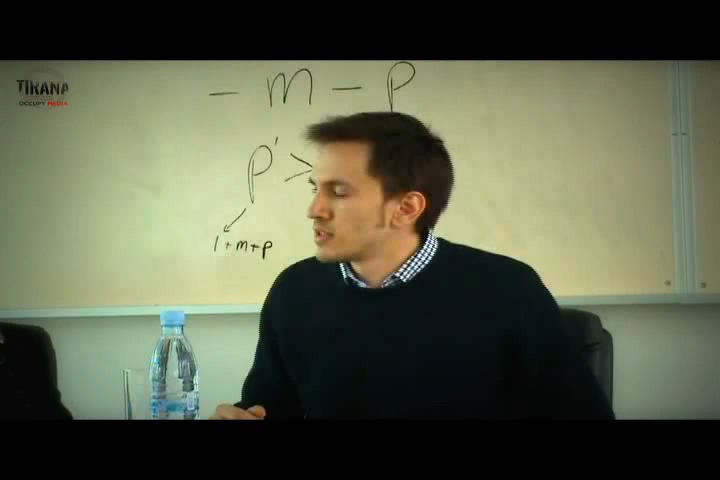 TIRANA
OCCUPY MEDIA
- m - p
p' >
1 + m + p